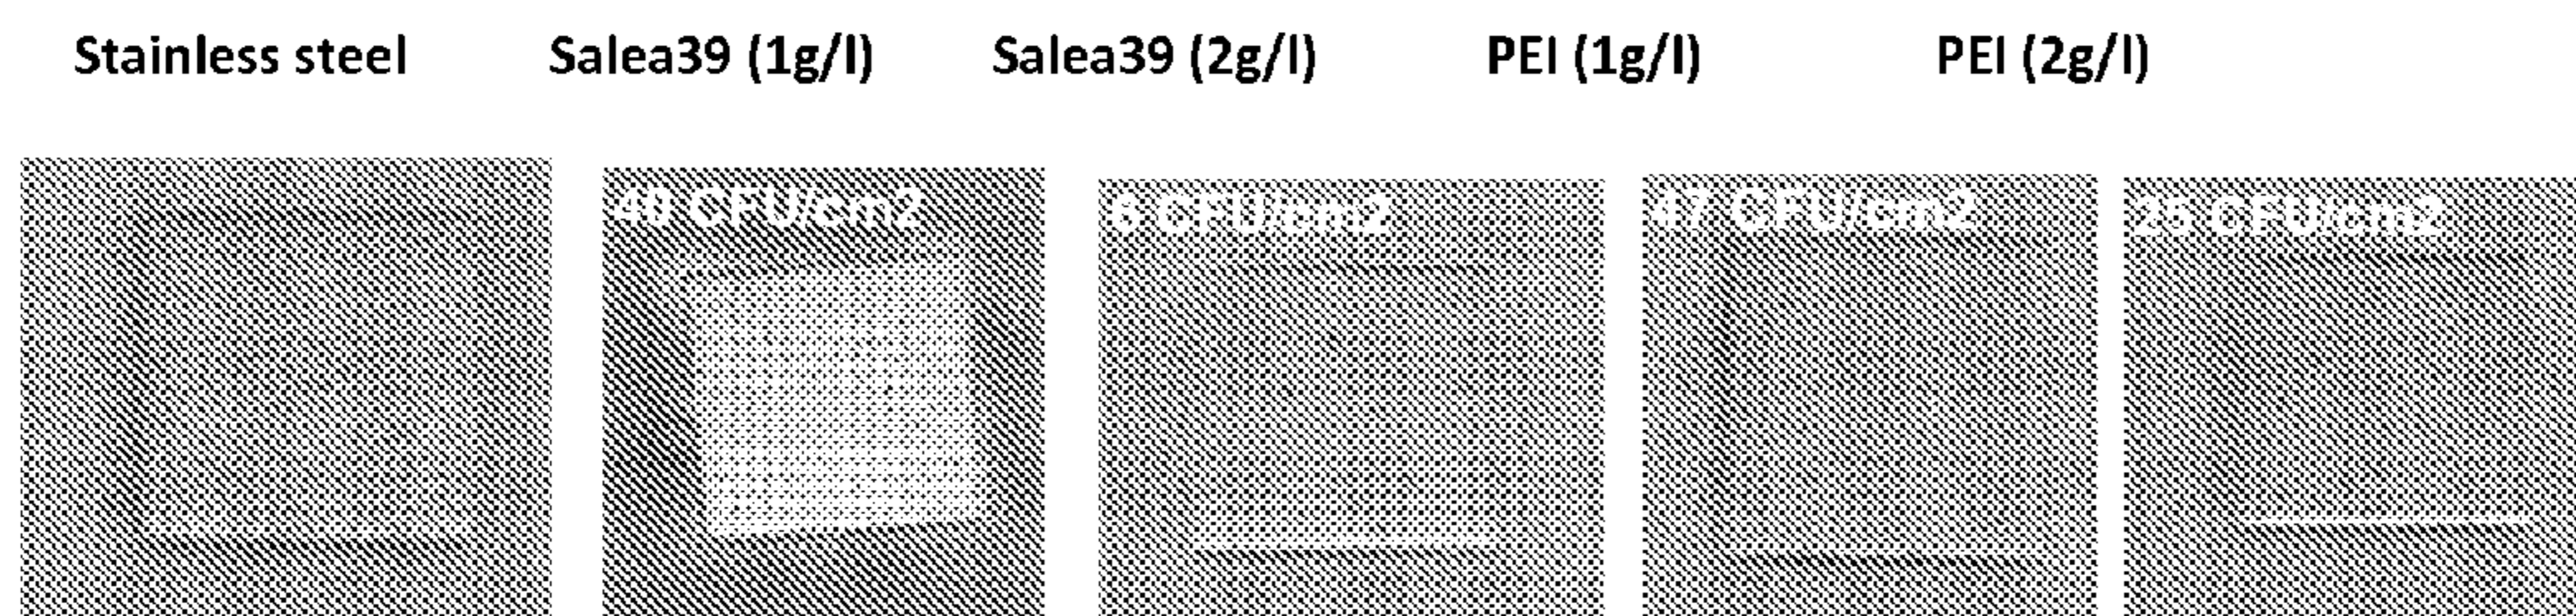 Stainless steel Salea39 (1g/l) Salea39 (2g/l) PEI (1g/l) PEI (2g/l)
40 CFU/cm2 6 CFU/cm2 47 CFU/cm2 25 CFU/cm2